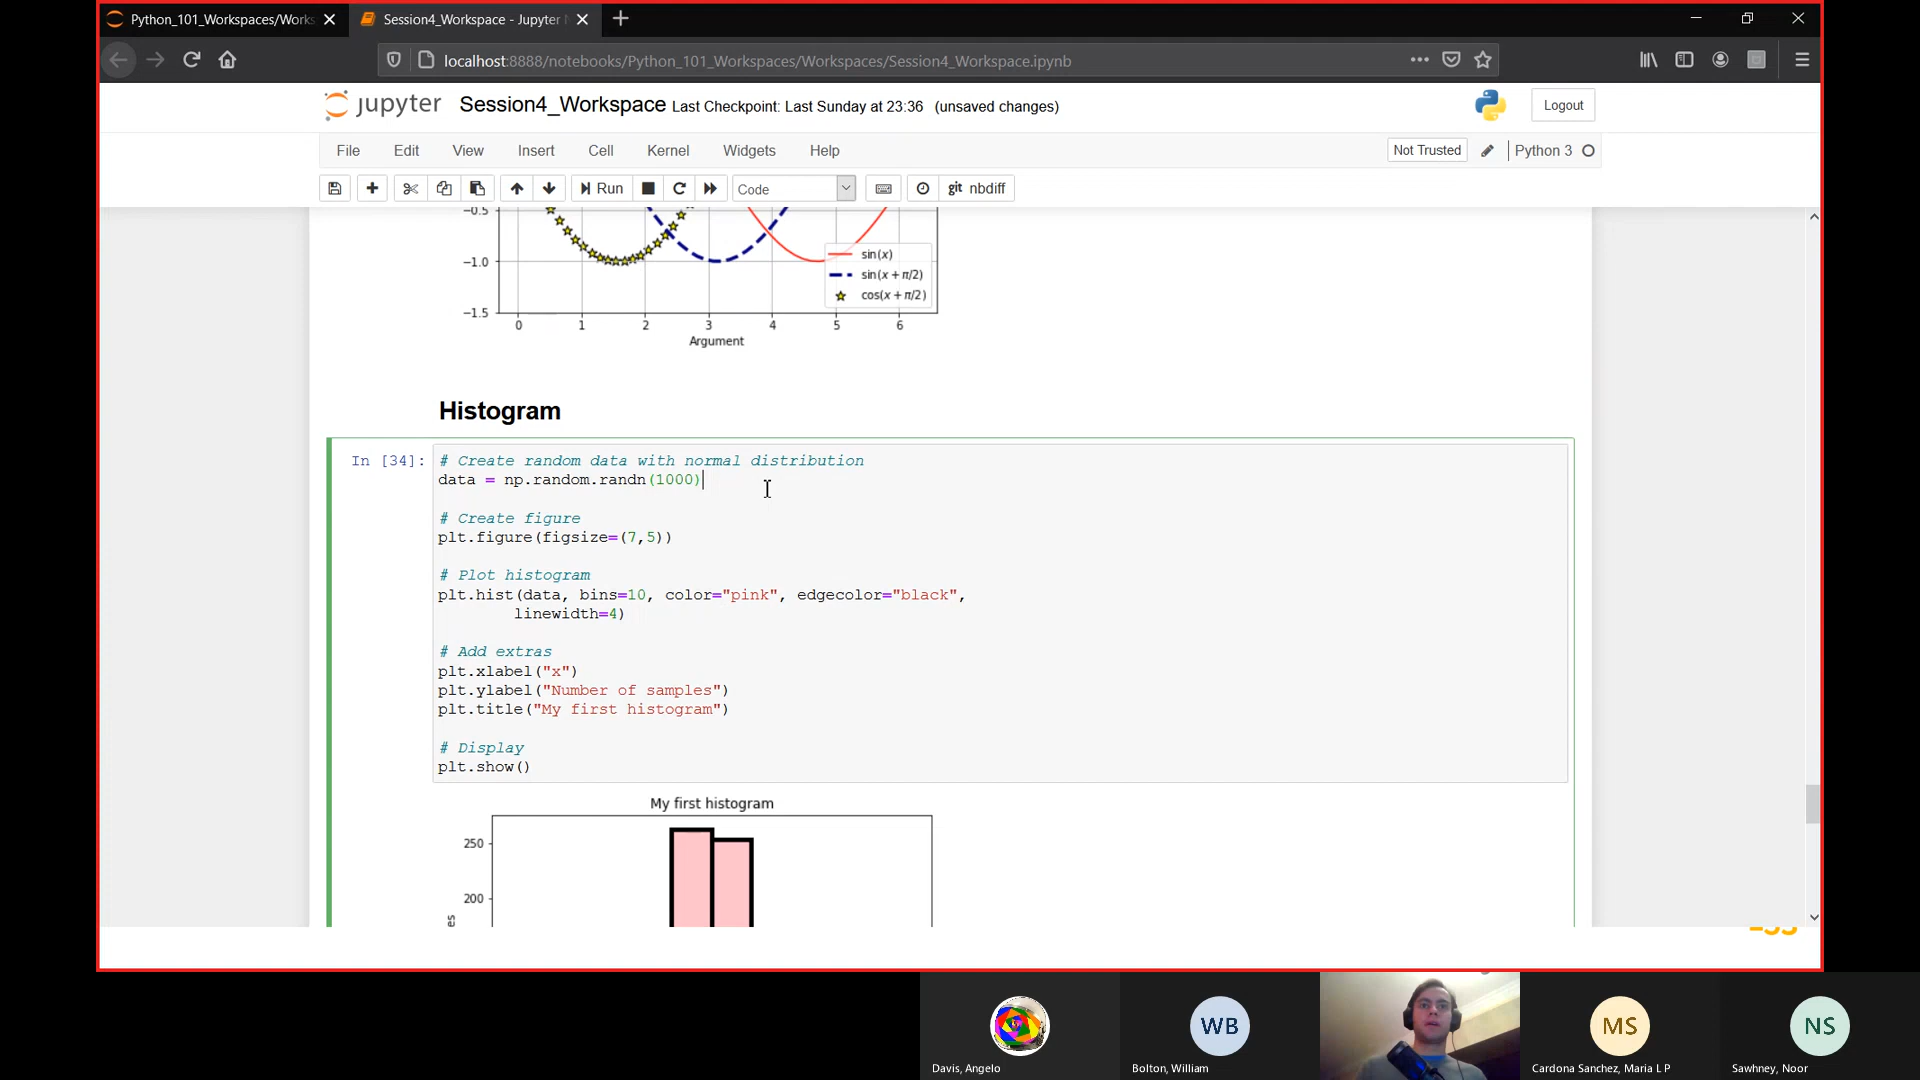 Python_101_Workspaces/Works
Session4_Workspace - Jupyter N
localhost:8888/notebooks/Python_101_Workspaces/Workspaces/Session4_Workspace.ipynb
jupyter Session4_Workspace Last Checkpoint: Last Sunday at 23:36 (unsaved changes)
Logout
File Edit View Insert Cell Kernel Widgets Help
Not Trusted Python 3
Run Code git nbdiff
−0.5
−1.0
−1.5
sin(x)
sin(x + π/2)
cos(x + π/2)
0 1 2 3 4 5 6
Argument
Histogram
In [34]:
# Create random data with normal distribution
data = np.random.randn(1000)
# Create figure
plt.figure(figsize=(7,5))
# Plot histogram
plt.hist(data, bins=10, color="pink", edgecolor="black",
linewidth=4)
# Add extras
plt.xlabel("x")
plt.ylabel("Number of samples")
plt.title("My first histogram")
# Display
plt.show()
My first histogram
250
200
WB MS NS
Davis, Angelo
Bolton, William
Cardona Sanchez, Maria L P
Sawhney, Noor